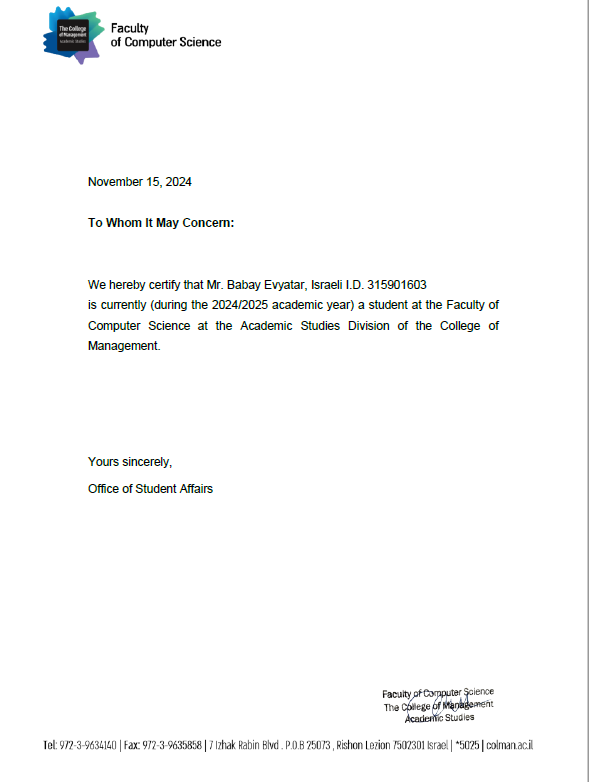 The College
of Management
Academic Studies
Faculty
of Computer Science
November 15, 2024
To Whom It May Concern:
We hereby certify that Mr. Babay Evyatar, Israeli I.D. 315901603
is currently (during the 2024/2025 academic year) a student at the Faculty of
Computer Science at the Academic Studies Division of the College of
Management.
Yours sincerely,
Office of Student Affairs
Faculty of Computer Science
The College of Management
Academic Studies
Tel: 972-3-9634140 | Fax: 972-3-9635858 | 7 Izhak Rabin Blvd . P.O.B 25073 , Rishon Lezion 7502301 Israel | *5025 | colman.ac.il